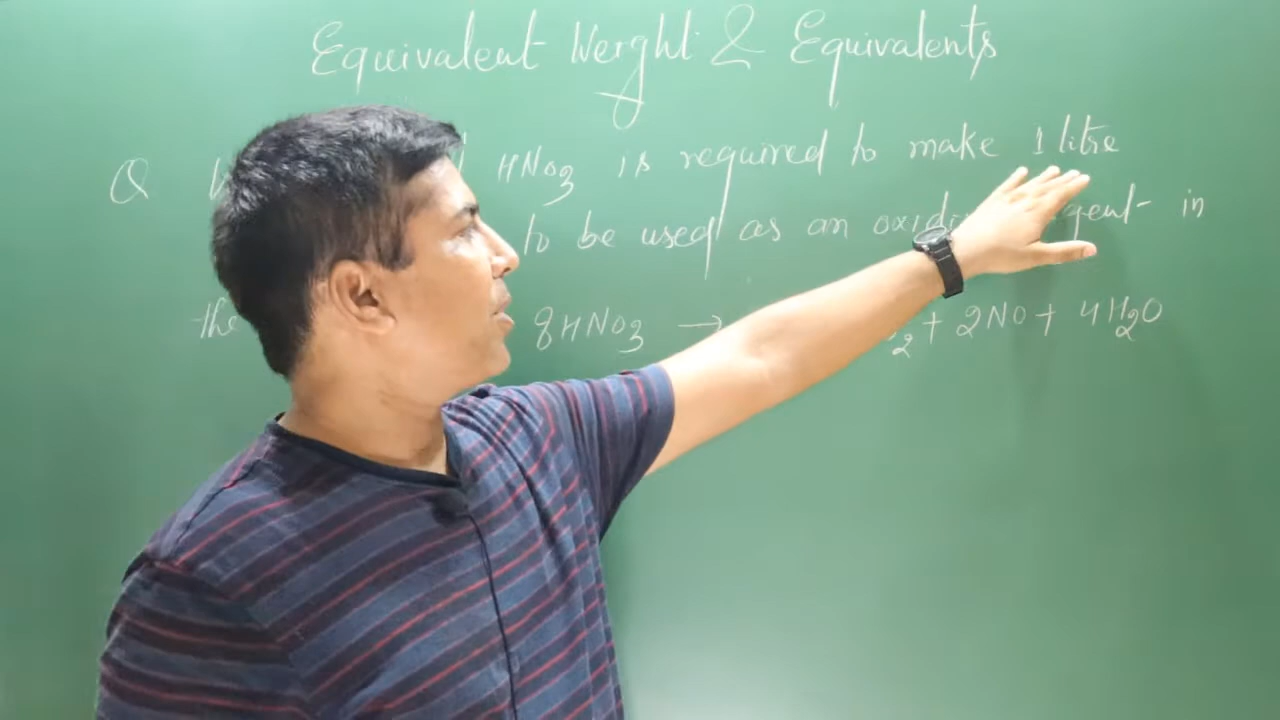 Equivalent Weight & Equivalents
Q HNO3 is required to make 1 litre
to be used as an in
the 8HNO3 → 2 + 2NO + 4H2O